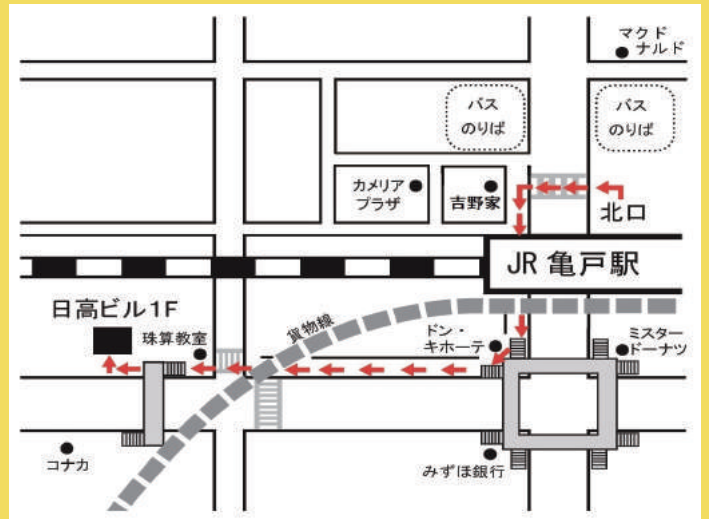 マクド
ナルド
バス
のりば
バス
のりば
カメリア
プラザ
吉野家
北口
JR 亀戸駅
日高ビル1F
珠算教室
貨物線
ドン・
キホーテ
ミスター
ドーナツ
コナカ
みずほ銀行